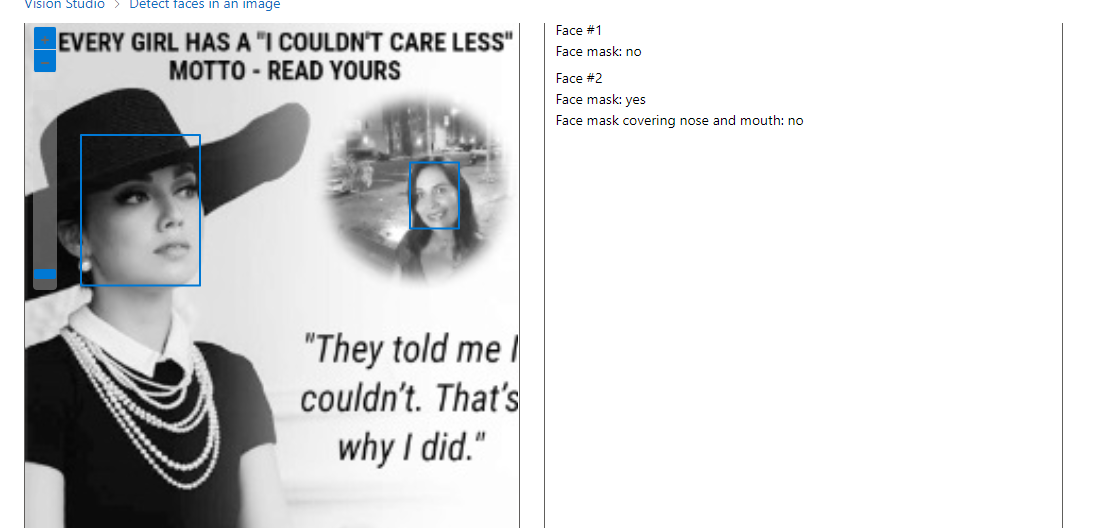 Vision Studio > Detect faces in an image
EVERY GIRL HAS A "I COULDN'T CARE LESS"
MOTTO - READ YOURS
"They told me I
couldn't. That's
why I did."
Face #1
Face mask: no
Face #2
Face mask: yes
Face mask covering nose and mouth: no